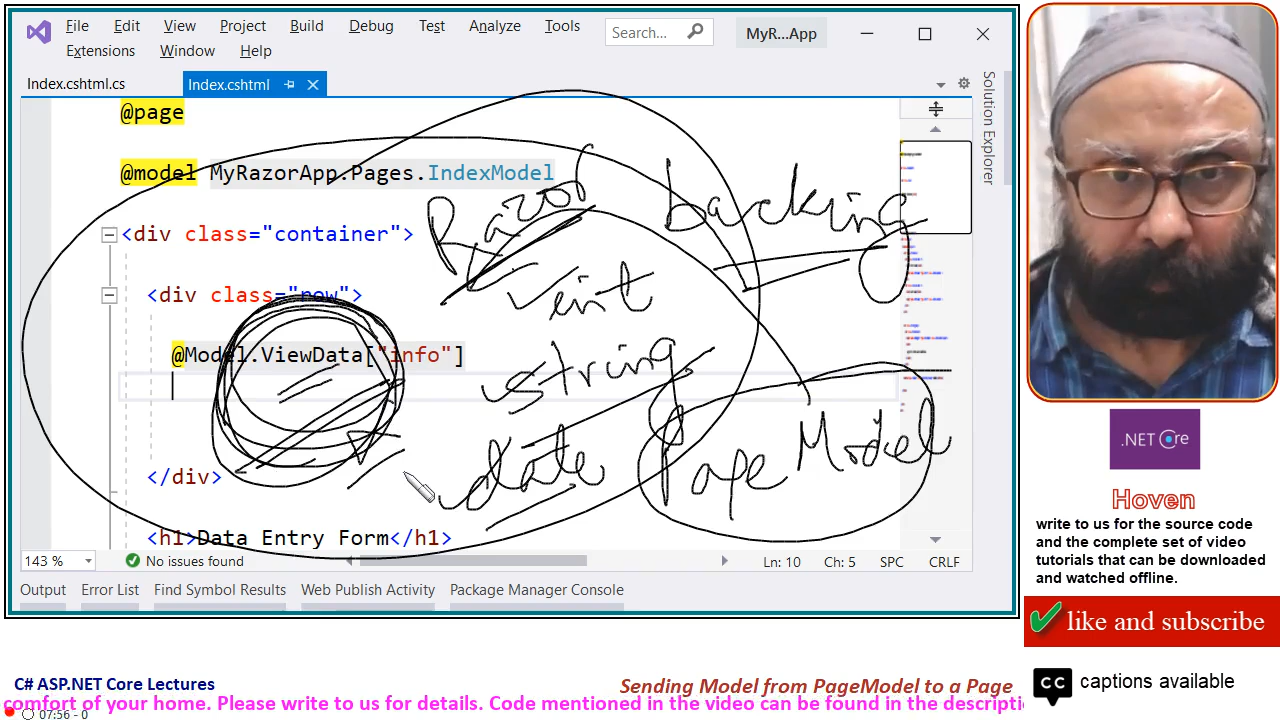 File Edit View Project Build Debug Test Analyze Tools Search... MyR...App
Extensions Window Help
Index.cshtml.cs Index.cshtml
Solution Explorer
@page
@model MyRazorApp.Pages.IndexModel
<div class="container">
<div class="row">
@Model.ViewData["info"]
</div>
<h1>Data Entry Form</h1>
Razor backing
int
string
date PageModel
143 % No issues found Ln: 10 Ch: 5 SPC CRLF
Output Error List Find Symbol Results Web Publish Activity Package Manager Console
.NET Core
Hoven
write to us for the source code
and the complete set of video
tutorials that can be downloaded
and watched offline.
like and subscribe
CC captions available
C# ASP.NET Core Lectures
Sending Model from PageModel to a Page
comfort of your home. Please write to us for details. Code mentioned in the video can be found in the descripti
07:56 - 0